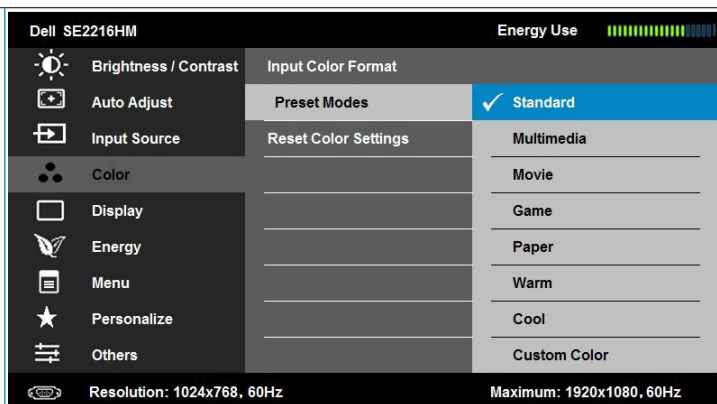 Dell SE2216HM Energy Use
Brightness / Contrast Input Color Format
Auto Adjust Preset Modes Standard
Input Source Reset Color Settings Multimedia
Color Movie
Display Game
Energy Paper
Menu Warm
Personalize Cool
Others Custom Color
Resolution: 1024x768, 60Hz Maximum: 1920x1080, 60Hz